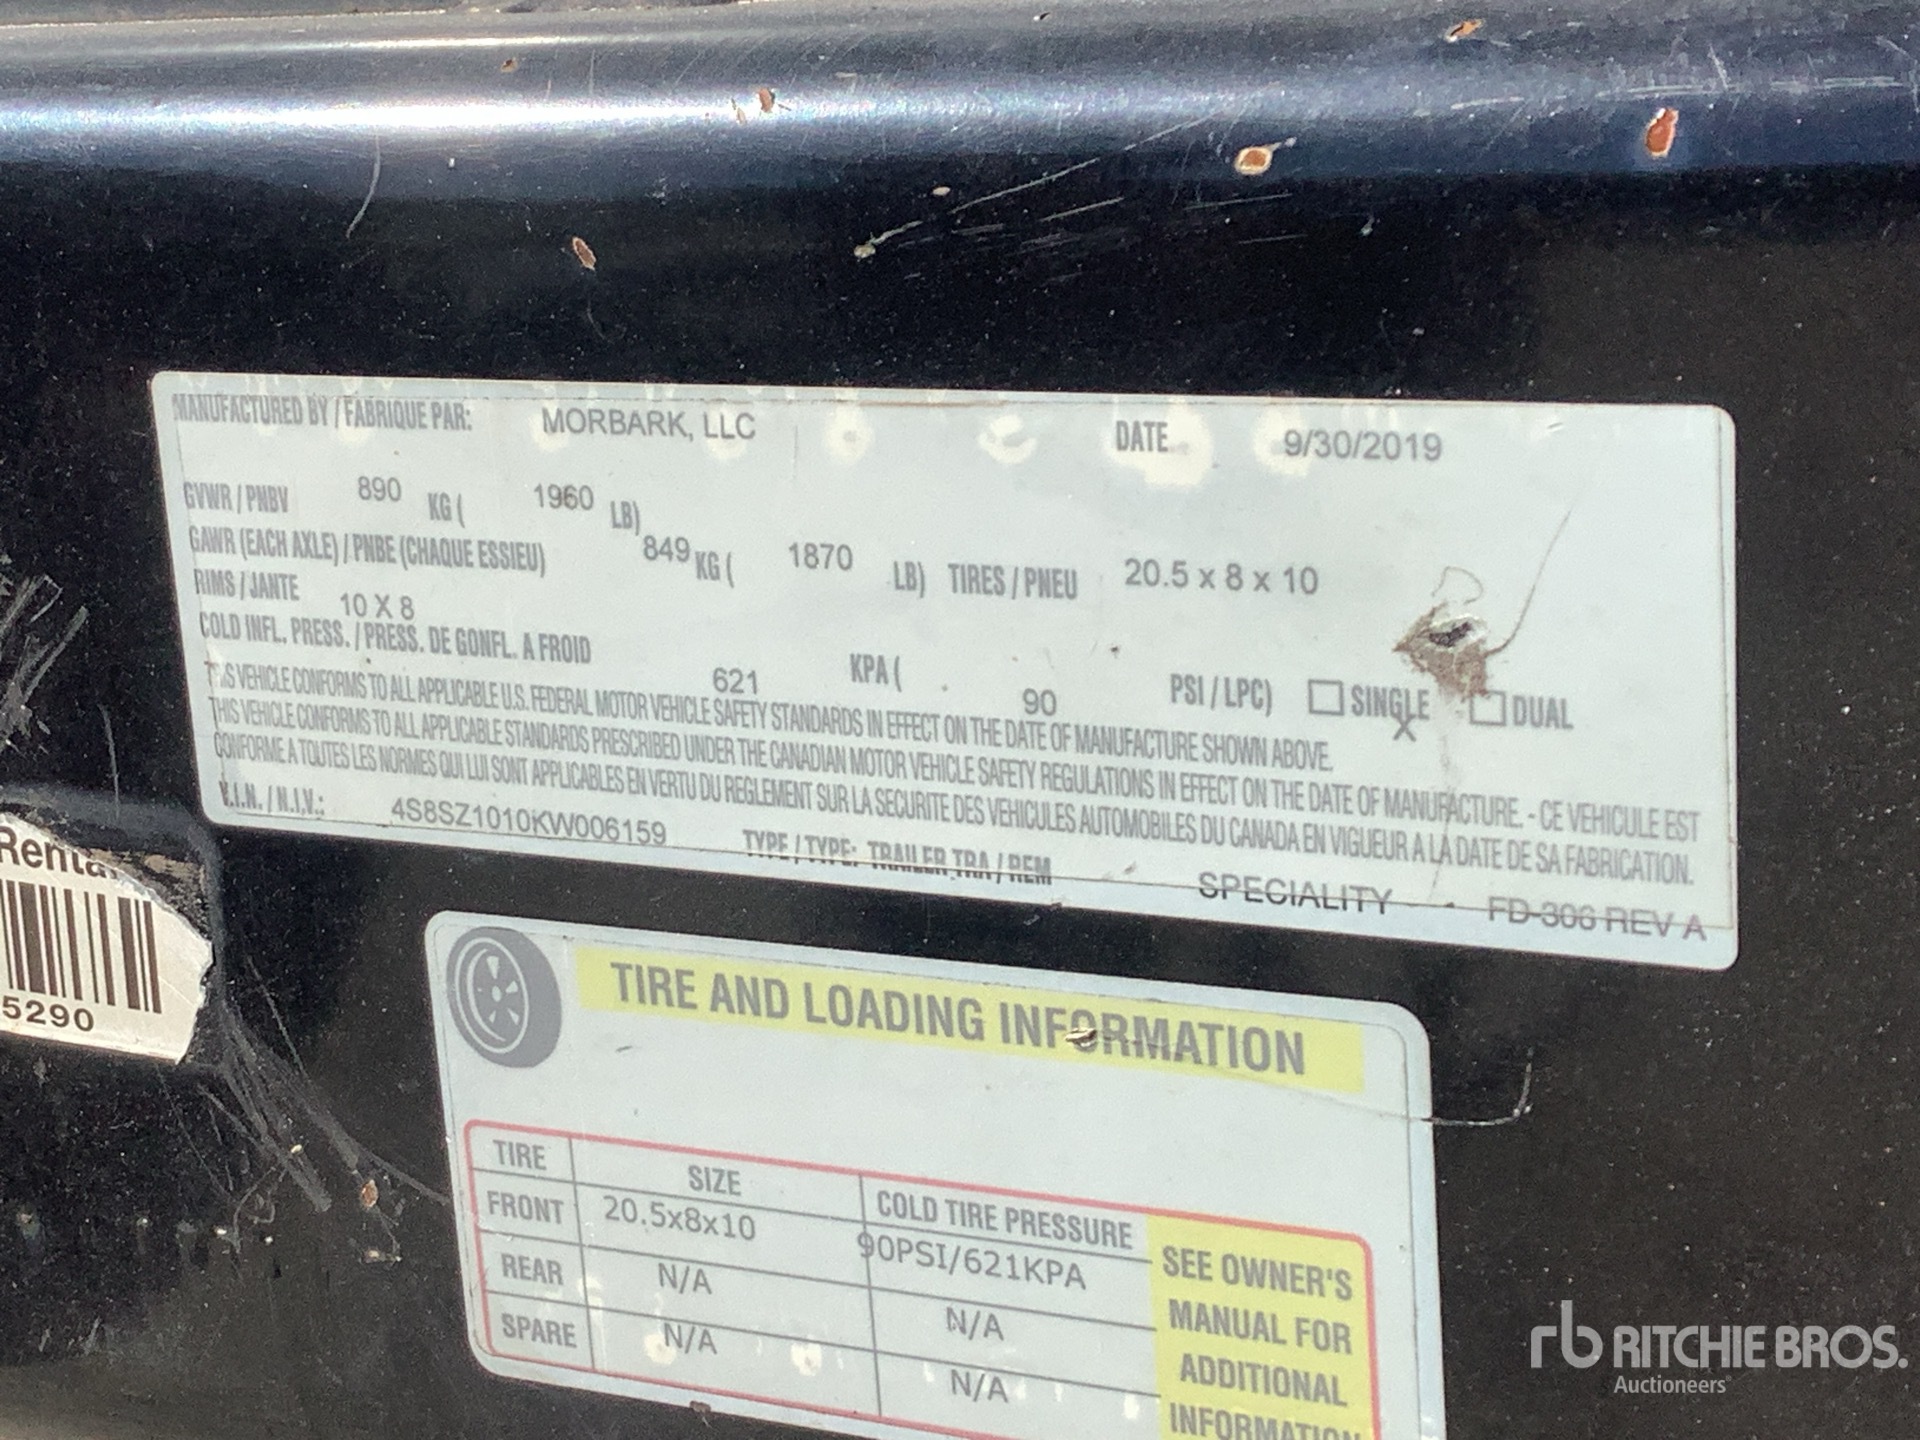 MANUFACTURED BY / FABRIQUE PAR: MORBARK, LLC DATE 9/30/2019
GVWR / PNBV 890 KG ( 1960 LB)
GAWR (EACH AXLE) / PNBE (CHAQUE ESSIEU) 849 KG ( 1870 LB) TIRES / PNEU 20.5 x 8 x 10
RIMS / JANTE 10 X 8
COLD INFL. PRESS. / PRESS. DE GONFL. A FROID 621 KPA ( 90 PSI / LPC) ☐ SINGLE X ☐ DUAL
THIS VEHICLE CONFORMS TO ALL APPLICABLE U.S. FEDERAL MOTOR VEHICLE SAFETY STANDARDS IN EFFECT ON THE DATE OF MANUFACTURE SHOWN ABOVE.
THIS VEHICLE CONFORMS TO ALL APPLICABLE STANDARDS PRESCRIBED UNDER THE CANADIAN MOTOR VEHICLE SAFETY REGULATIONS IN EFFECT ON THE DATE OF MANUFACTURE. - CE VEHICULE EST
CONFORME A TOUTES LES NORMES QUI LUI SONT APPLICABLES EN VERTU DU REGLEMENT SUR LA SECURITE DES VEHICULES AUTOMOBILES DU CANADA EN VIGUEUR A LA DATE DE SA FABRICATION.
V.I.N. / N.I.V.: 4S8SZ1010KW006159 TYPE / TYPE: TRAILER TRA / REM SPECIALITY FD-306 REV A
Renta
5290
TIRE AND LOADING INFORMATION
TIRE SIZE COLD TIRE PRESSURE
FRONT 20.5x8x10 90PSI/621KPA
REAR N/A N/A
SPARE N/A N/A
SEE OWNER'S
MANUAL FOR
ADDITIONAL
INFORMATION
rb RITCHIE BROS.
Auctioneers